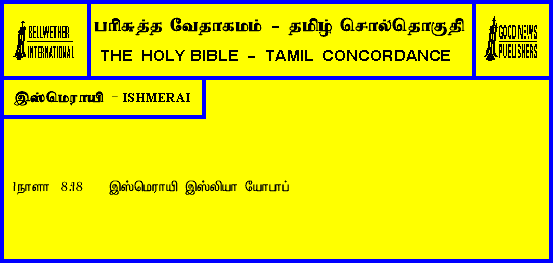 BELLWETHER
INTERNATIONAL
பரிசுத்த வேதாகமம் - தமிழ் சொல்தொகுதி
THE HOLY BIBLE - TAMIL CONCORDANCE
GOOD NEWS
PUBLISHERS
இஸ்மெராயி - ISHMERAI
1நாளா 8:18 இஸ்மெராயி இஸ்லியா யோபாப்